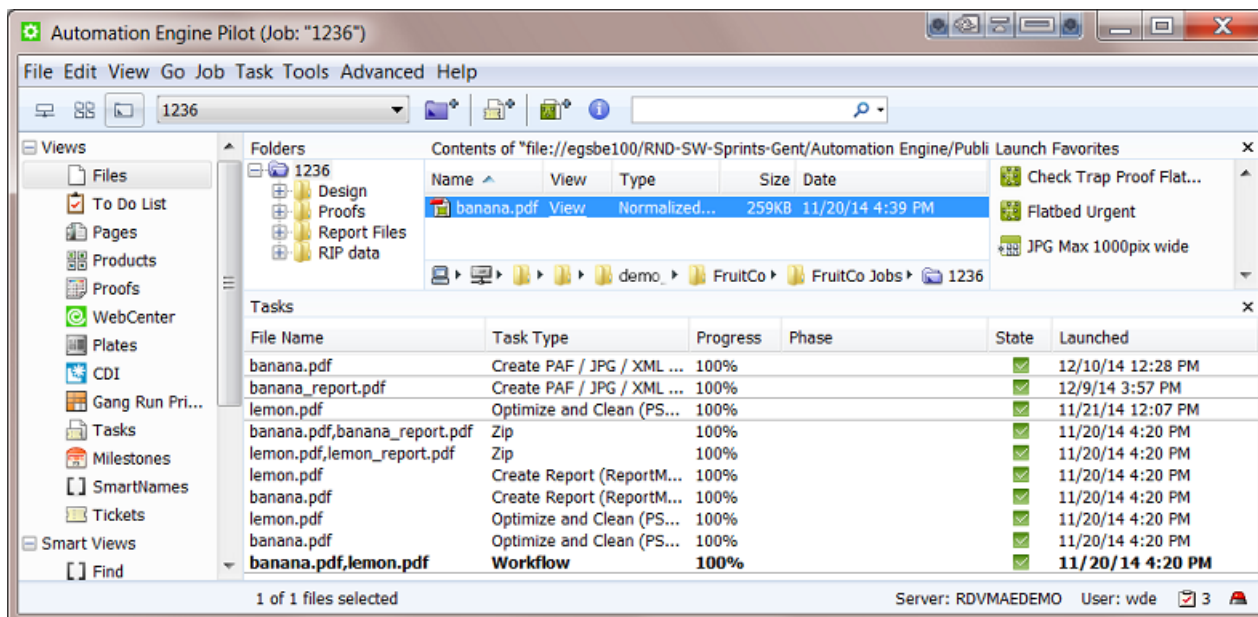 Automation Engine Pilot (Job: "1236")
File Edit View Go Job Task Tools Advanced Help
1236
Views
Files
To Do List
Pages
Products
Proofs
WebCenter
Plates
CDI
Gang Run Pri...
Tasks
Milestones
SmartNames
Tickets
Smart Views
Find
Folders
1236
Design
Proofs
Report Files
RIP data
Contents of "file://egsbe100/RND-SW-Sprints-Gent/Automation Engine/Publi
Name View Type Size Date
banana.pdf View Normalized... 259KB 11/20/14 4:39 PM
demo_ FruitCo FruitCo Jobs 1236
Launch Favorites
Check Trap Proof Flat...
Flatbed Urgent
JPG Max 1000pix wide
Tasks
File Name Task Type Progress Phase State Launched
banana.pdf Create PAF / JPG / XML ... 100% 12/10/14 12:28 PM
banana_report.pdf Create PAF / JPG / XML ... 100% 12/9/14 3:57 PM
lemon.pdf Optimize and Clean (PS... 100% 11/21/14 12:07 PM
banana.pdf,banana_report.pdf Zip 100% 11/20/14 4:20 PM
lemon.pdf,lemon_report.pdf Zip 100% 11/20/14 4:20 PM
lemon.pdf Create Report (ReportM... 100% 11/20/14 4:20 PM
banana.pdf Create Report (ReportM... 100% 11/20/14 4:20 PM
lemon.pdf Optimize and Clean (PS... 100% 11/20/14 4:20 PM
banana.pdf Optimize and Clean (PS... 100% 11/20/14 4:20 PM
banana.pdf,lemon.pdf Workflow 100% 11/20/14 4:20 PM
1 of 1 files selected
Server: RDVMAEDEMO User: wde 3